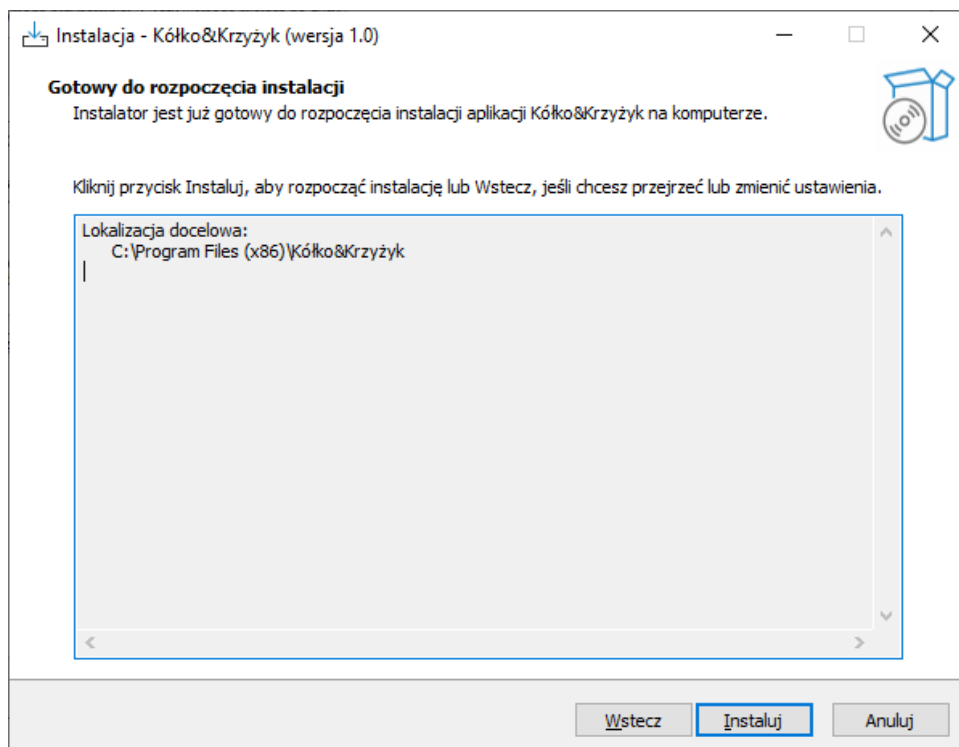 Instalacja - Kółko&Krzyżyk (wersja 1.0)
Gotowy do rozpoczęcia instalacji
Instalator jest już gotowy do rozpoczęcia instalacji aplikacji Kółko&Krzyżyk na komputerze.
Kliknij przycisk Instaluj, aby rozpocząć instalację lub Wstecz, jeśli chcesz przejrzeć lub zmienić ustawienia.
Lokalizacja docelowa:
C:\Program Files (x86)\Kółko&Krzyżyk
Wstecz Instaluj Anuluj